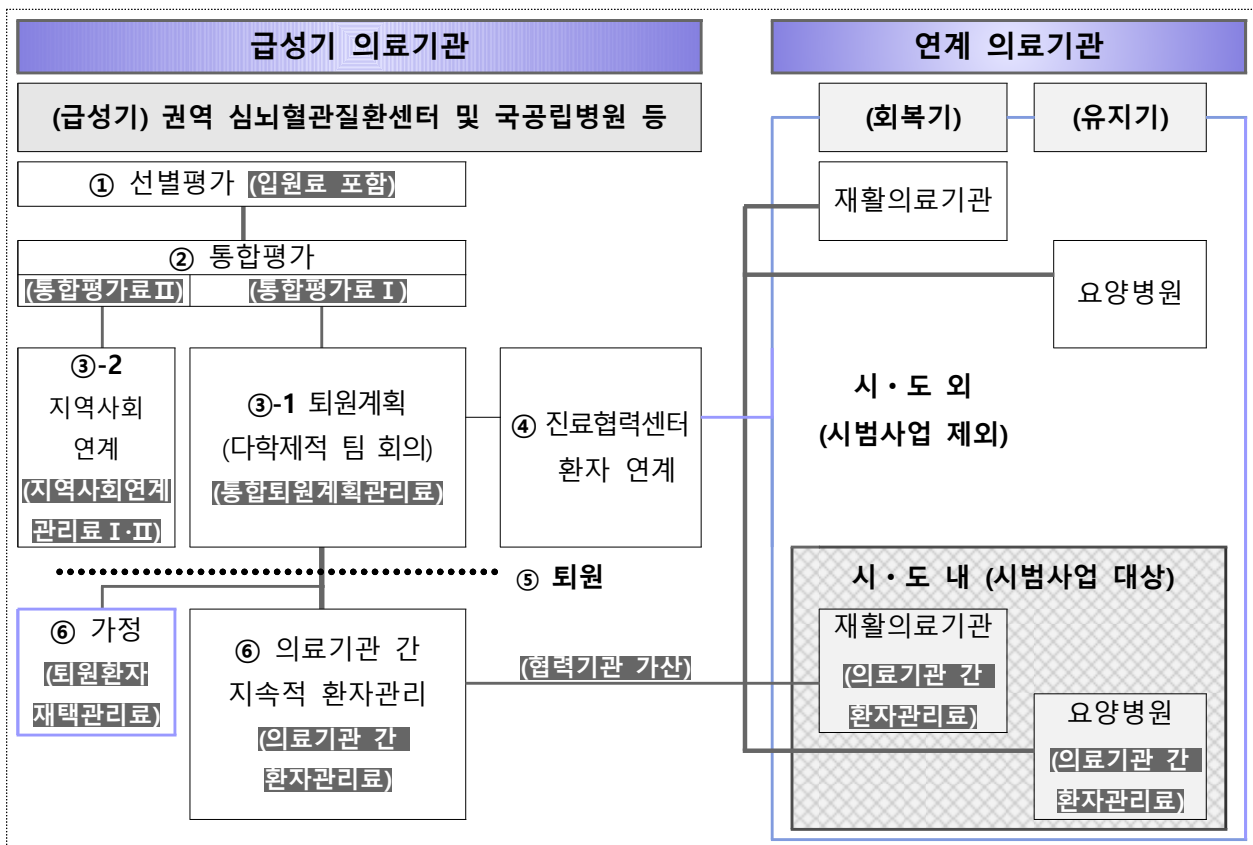 급성기 의료기관
연계 의료기관
(급성기) 권역 심뇌혈관질환센터 및 국공립병원 등
(회복기)
(유지기)
① 선별평가 (입원료 포함)
재활의료기관
② 통합평가
(통합평가료Ⅱ)
(통합평가료Ⅰ)
요양병원
③-2
지역사회
연계
(지역사회연계
관리료Ⅰ·Ⅱ)
③-1 퇴원계획
(다학제적 팀 회의)
(통합퇴원계획관리료)
④ 진료협력센터
환자 연계
시・도 외
(시범사업 제외)
⑤ 퇴원
시・도 내 (시범사업 대상)
⑥ 가정
(퇴원환자
재택관리료)
⑥ 의료기관 간
지속적 환자관리
(의료기관 간
환자관리료)
(협력기관 가산)
재활의료기관
(의료기관 간
환자관리료)
요양병원
(의료기관 간
환자관리료)